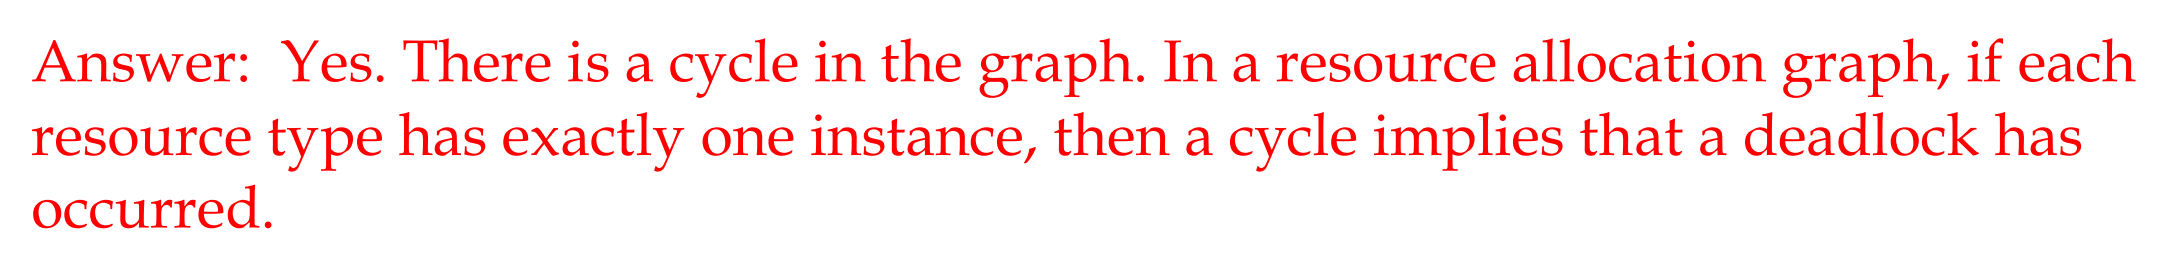 Answer: Yes. There is a cycle in the graph. In a resource allocation graph, if each
resource type has exactly one instance, then a cycle implies that a deadlock has
occurred.